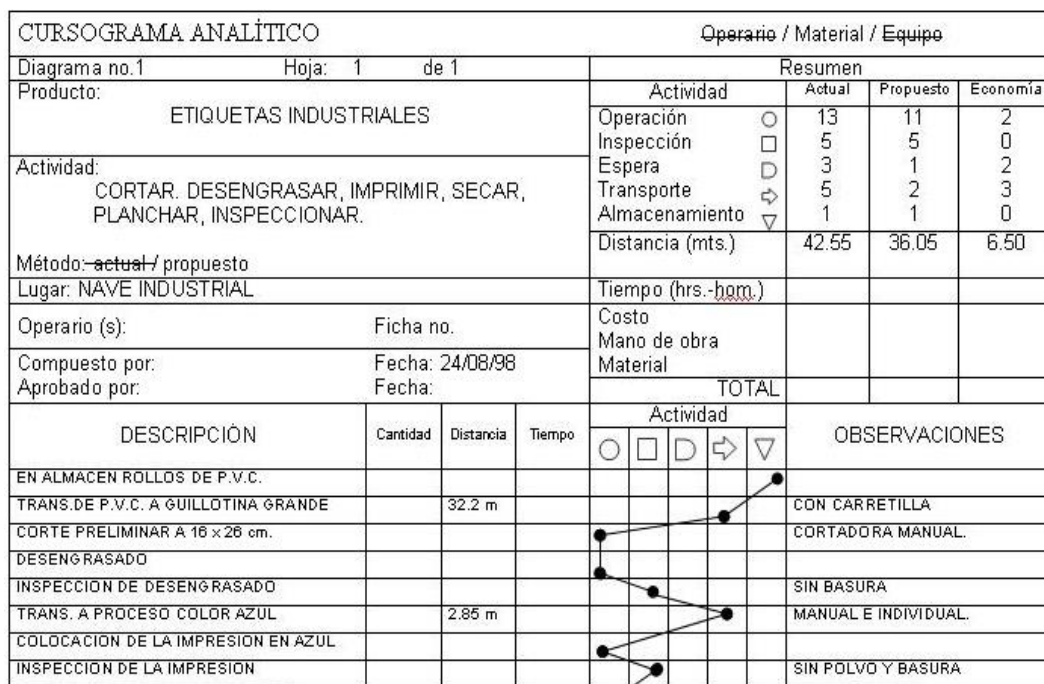 CURSOGRAMA ANALÍTICO
Operario / Material / Equipo
Diagrama no.1 Hoja: 1 de 1
Resumen
Producto:
ETIQUETAS INDUSTRIALES
Actividad Actual Propuesto Economía
Operación 13 11 2
Inspección 5 5 0
Espera 3 1 2
Transporte 5 2 3
Almacenamiento 1 1 0
Distancia (mts.) 42.55 36.05 6.50
Actividad:
CORTAR. DESENGRASAR, IMPRIMIR, SECAR,
PLANCHAR, INSPECCIONAR.
Método: actual / propuesto
Lugar: NAVE INDUSTRIAL
Tiempo (hrs.-hom.)
Operario (s): Ficha no.
Costo
Mano de obra
Material
TOTAL
Compuesto por: Fecha: 24/08/98
Aprobado por: Fecha:
DESCRIPCIÓN Cantidad Distancia Tiempo Actividad OBSERVACIONES
EN ALMACEN ROLLOS DE P.V.C.
TRANS.DE P.V.C. A GUILLOTINA GRANDE 32.2 m CON CARRETILLA
CORTE PRELIMINAR A 16 x 26 cm. CORTADORA MANUAL.
DESENGRASADO
INSPECCION DE DESENGRASADO SIN BASURA
TRANS. A PROCESO COLOR AZUL 2.85 m MANUAL E INDIVIDUAL.
COLOCACION DE LA IMPRESION EN AZUL
INSPECCION DE LA IMPRESION SIN POLVO Y BASURA